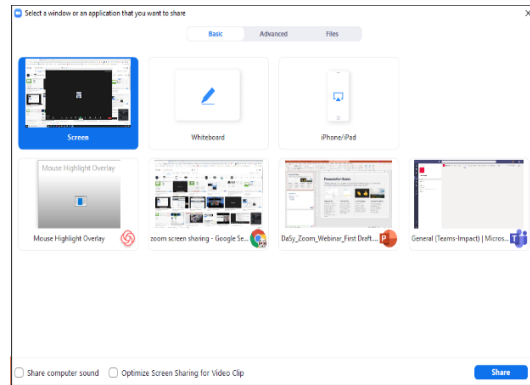 Select a window or an application that you want to share
Basic Advanced Files
Screen Whiteboard iPhone/iPad
Mouse Highlight Overlay
Mouse Highlight Overlay zoom screen sharing - Google Se... DaSy_Zoom_Webinar_First Draft.... General (Teams-Impact) | Micros...
Share computer sound Optimize Screen Sharing for Video Clip Share